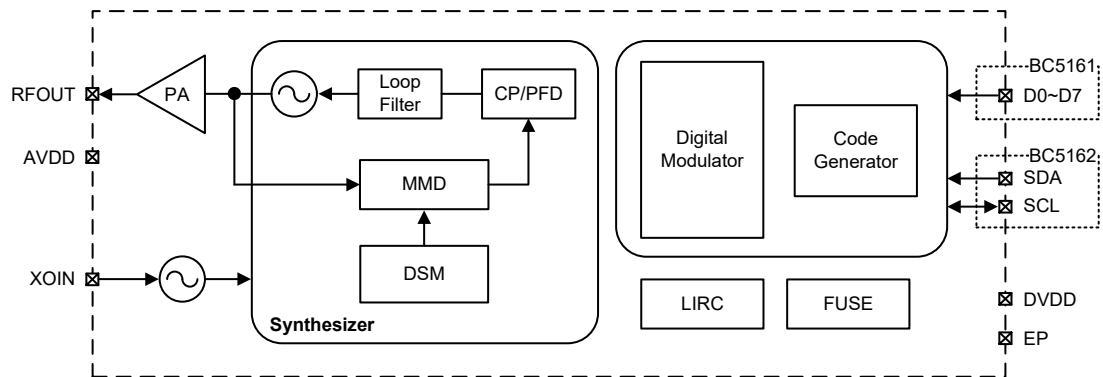 RFOUT
PA
Loop
Filter
CP/PFD
AVDD
MMD
DSM
XOIN
Synthesizer
Digital
Modulator
Code
Generator
LIRC
FUSE
BC5161
D0~D7
BC5162
SDA
SCL
DVDD
EP